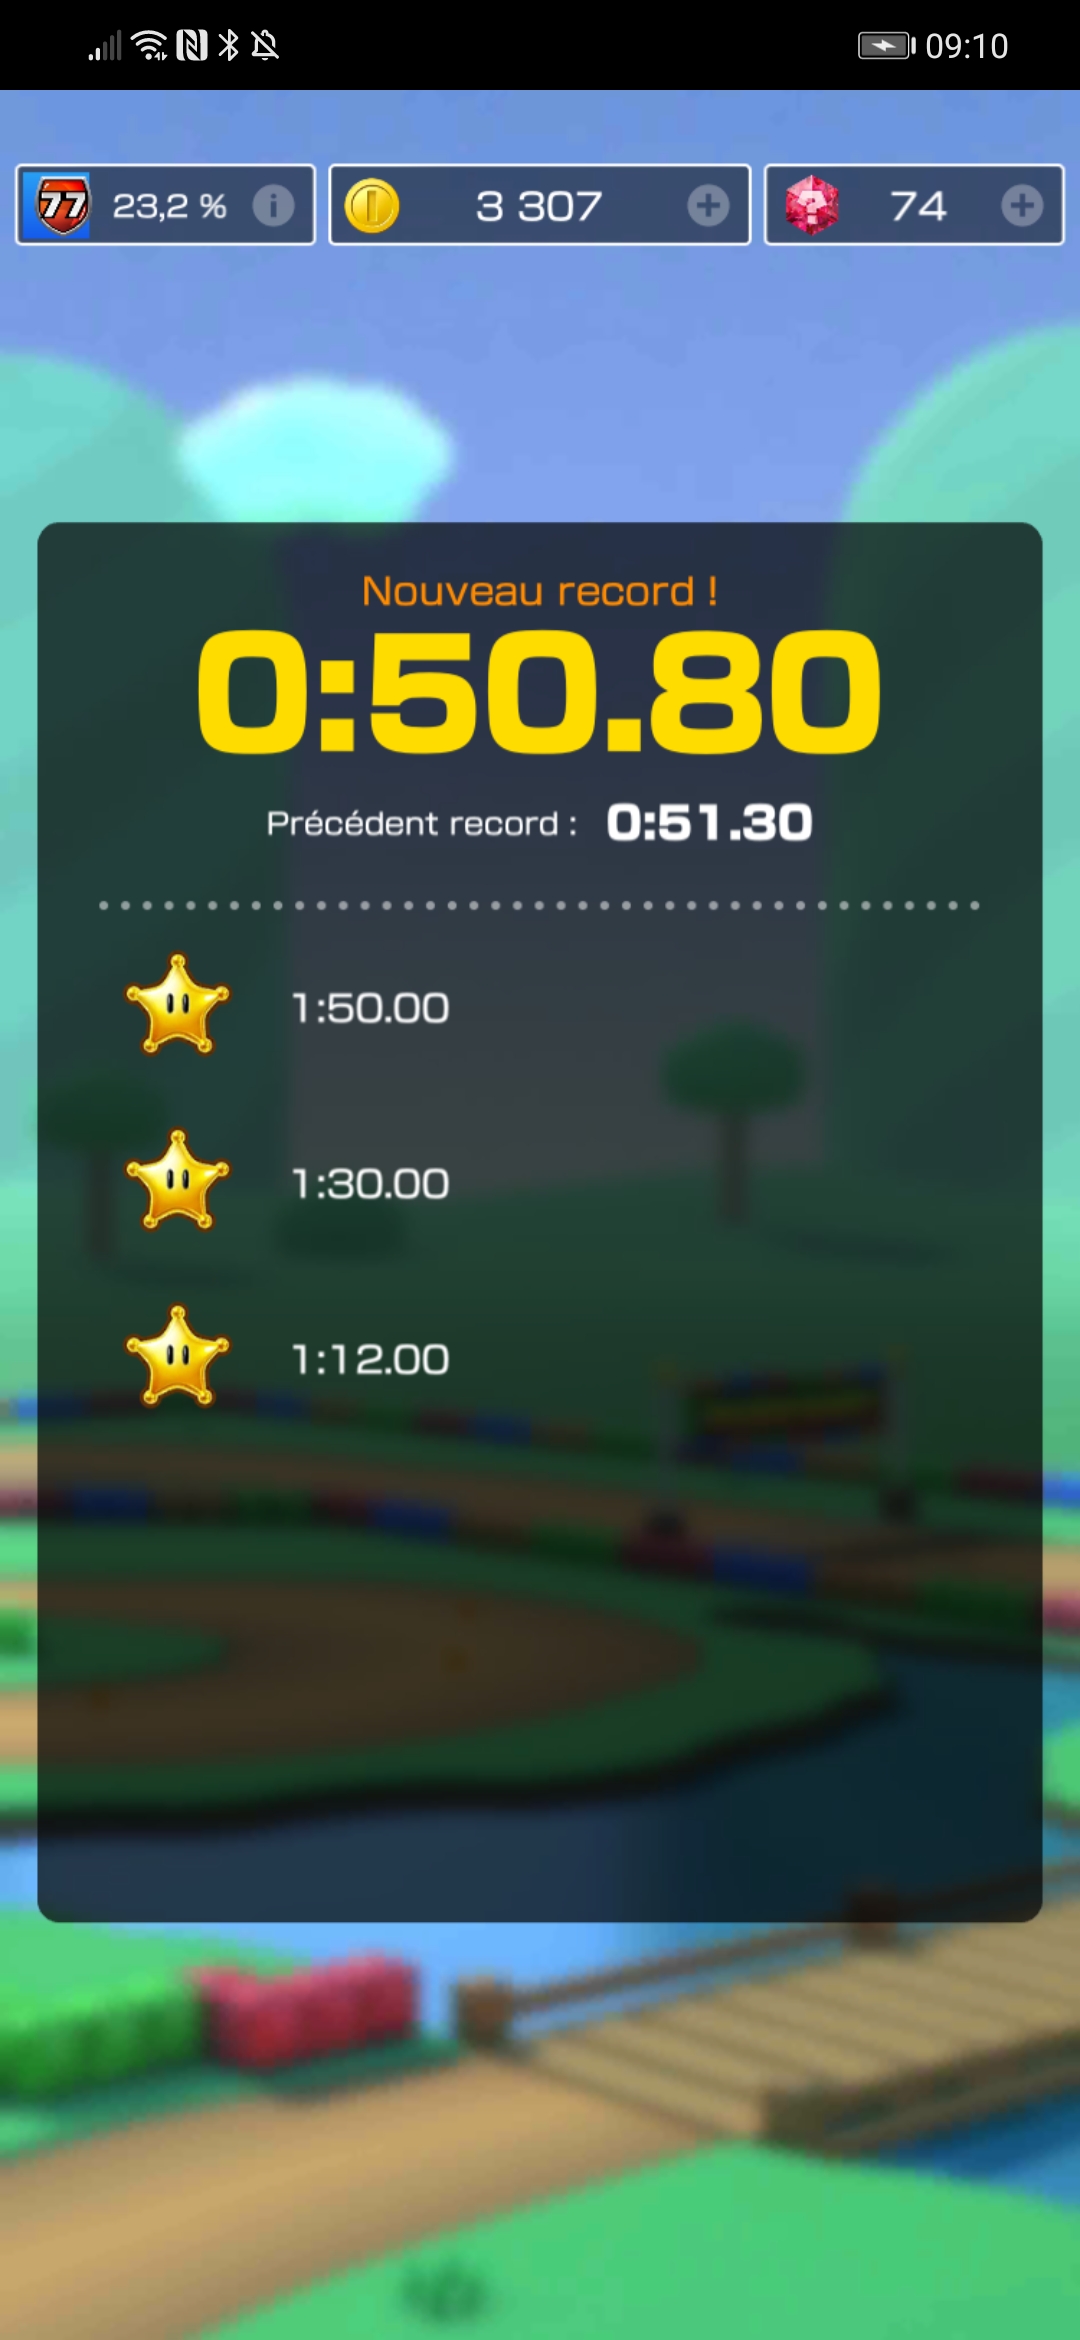 09:10
77 23,2 % i 3 307 + ? 74 +
Nouveau record !
0:50.80
Précédent record : 0:51.30
1:50.00
1:30.00
1:12.00